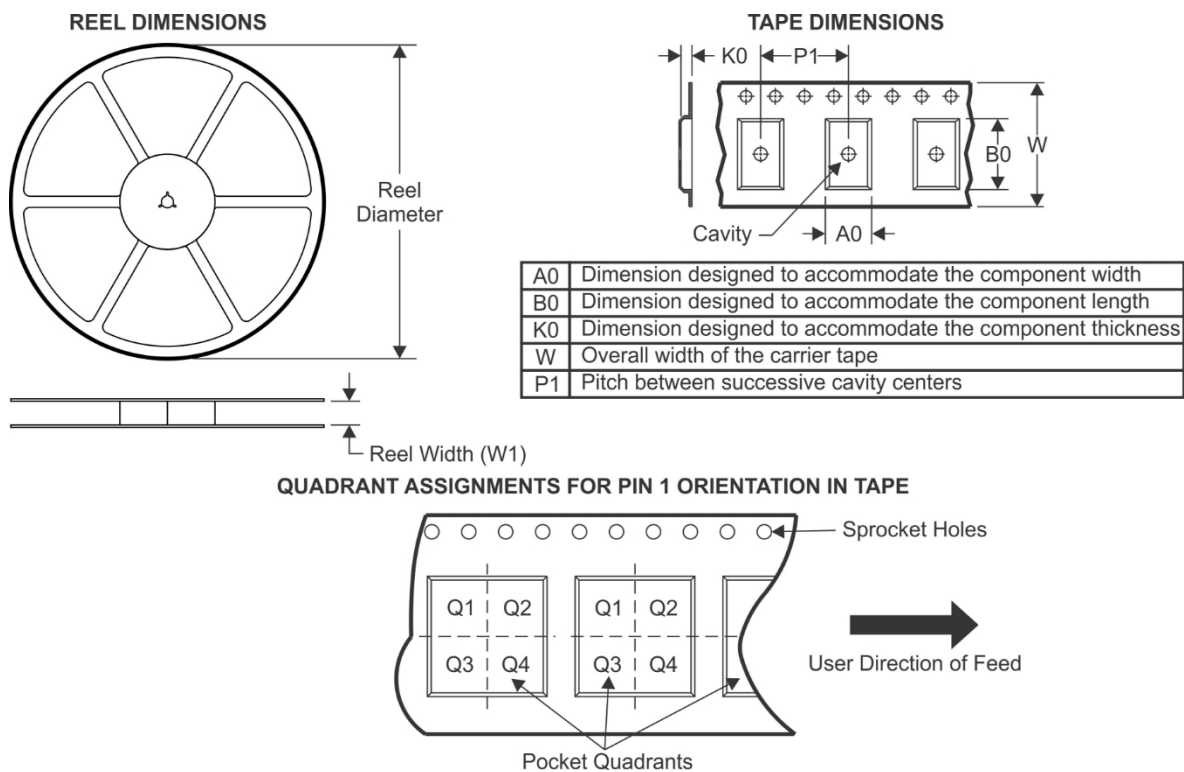 REEL DIMENSIONS
Reel
Diameter
Reel Width (W1)
TAPE DIMENSIONS
K0
P1
W
B0
Cavity
A0
A0 Dimension designed to accommodate the component width
B0 Dimension designed to accommodate the component length
K0 Dimension designed to accommodate the component thickness
W Overall width of the carrier tape
P1 Pitch between successive cavity centers
QUADRANT ASSIGNMENTS FOR PIN 1 ORIENTATION IN TAPE
Sprocket Holes
Q1 Q2 Q1 Q2
Q3 Q4 Q3 Q4
User Direction of Feed
Pocket Quadrants